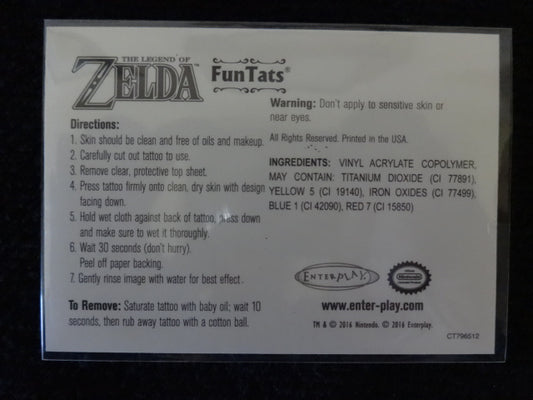 THE LEGEND OF
ZELDA
FunTats®
Warning: Don't apply to sensitive skin or
near eyes.
All Rights Reserved. Printed in the USA.
INGREDIENTS: VINYL ACRYLATE COPOLYMER,
MAY CONTAIN: TITANIUM DIOXIDE (CI 77891),
YELLOW 5 (CI 19140), IRON OXIDES (CI 77499),
BLUE 1 (CI 42090), RED 7 (CI 15850)
Directions:
1. Skin should be clean and free of oils and makeup.
2. Carefully cut out tattoo to use.
3. Remove clear, protective top sheet.
4. Press tattoo firmly onto clean, dry skin with design
facing down.
5. Hold wet cloth against back of tattoo, press down
and make sure to wet it thoroughly.
6. Wait 30 seconds (don't hurry).
Peel off paper backing.
7. Gently rinse image with water for best effect.
To Remove: Saturate tattoo with baby oil; wait 10
seconds, then rub away tattoo with a cotton ball.
ENTERPLAY
Nintendo
www.enter-play.com
TM & © 2016 Nintendo. © 2016 Enterplay.
CT796512